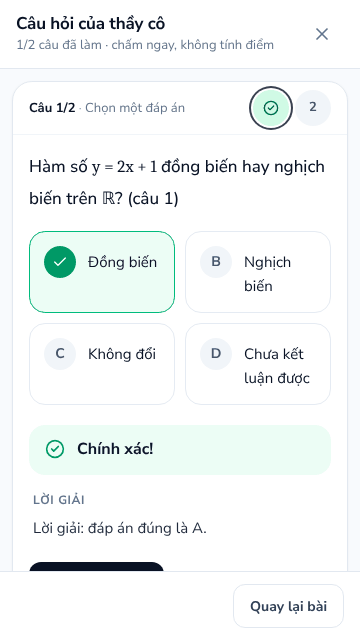 Câu hỏi của thầy cô
1/2 câu đã làm · chấm ngay, không tính điểm
Câu 1/2 · Chọn một đáp án
2
Hàm số y = 2x + 1 đồng biến hay nghịch
biến trên ℝ? (câu 1)
Đồng biến
B Nghịch
biến
C Không đổi
D Chưa kết
luận được
Chính xác!
LỜI GIẢI
Lời giải: đáp án đúng là A.
Quay lại bài